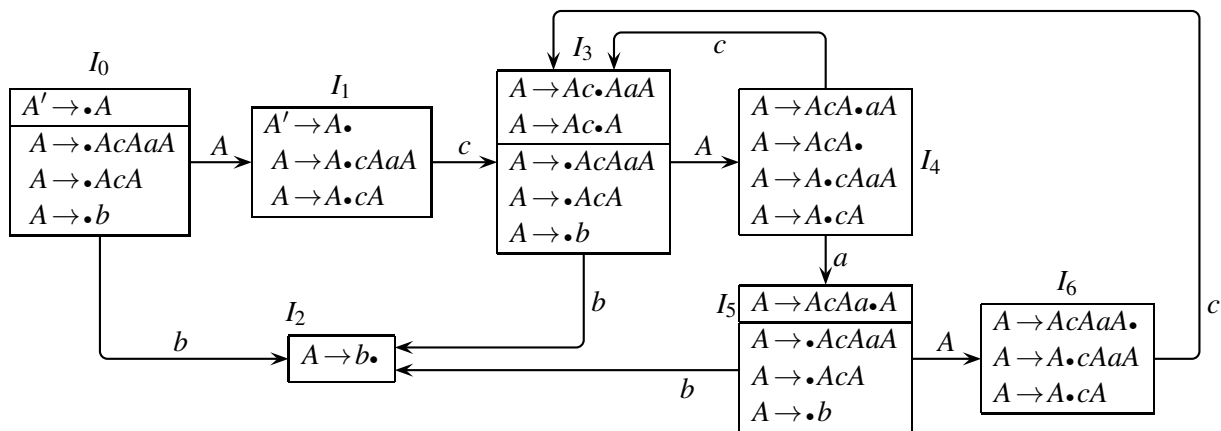 I₀
A′ → •A
A → •AcAaA
A → •AcA
A → •b
A
I₁
A′ → A•
A → A•cAaA
A → A•cA
c
I₃
A → Ac•AaA
A → Ac•A
A → •AcAaA
A → •AcA
A → •b
A
c
A → AcA•aA
A → AcA•
A → A•cAaA
A → A•cA
I₄
a
b
b
I₂
A → b•
b
I₅
A → AcAa•A
A → •AcAaA
A → •AcA
A → •b
A
I₆
A → AcAaA•
A → A•cAaA
A → A•cA
c